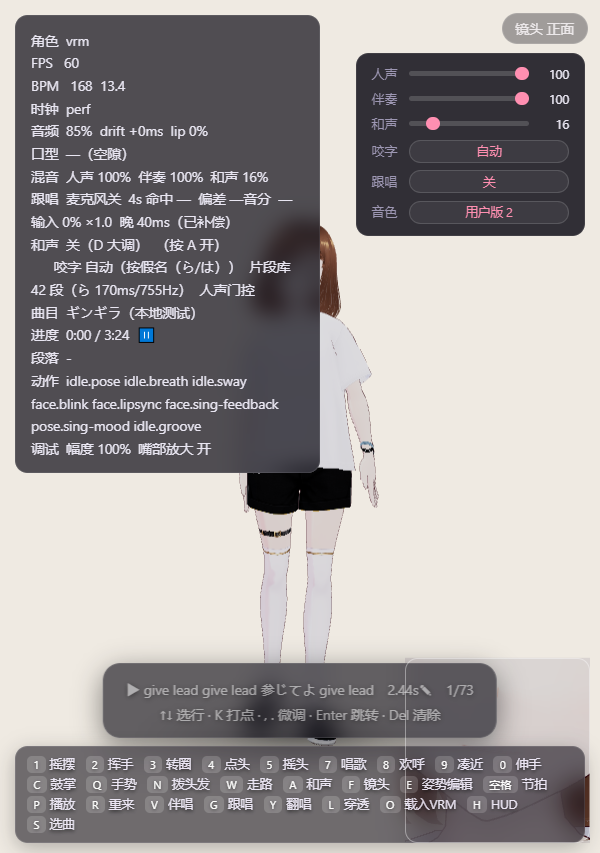 角色 vrm
FPS 60
BPM 168 13.4
时钟 perf
音频 85% drift +0ms lip 0%
口型 —（空隙）
混音 人声 100% 伴奏 100% 和声 16%
跟唱 麦克风关 4s 命中 — 偏差 —音分 —
输入 0% ×1.0 晚 40ms（已补偿）
和声 关（D 大调） （按 A 开）
咬字 自动（按假名（ら/は）） 片段库
42 段（ら 170ms/755Hz） 人声门控
曲目 ギンギラ（本地测试）
进度 0:00 / 3:24 ⏸
段落 -
动作 idle.pose idle.breath idle.sway
face.blink face.lipsync face.sing-feedback
pose.sing-mood idle.groove
调试 幅度 100% 嘴部放大 开
镜头 正面
人声 100
伴奏 100
和声 16
咬字 自动
跟唱 关
音色 用户版 2
▶ give lead give lead 参じてよ give lead 2.44s✎ 1/73
↑↓ 选行 · K 打点 · , . 微调 · Enter 跳转 · Del 清除
1 摇摆 2 挥手 3 转圈 4 点头 5 摇头 7 唱歌 8 欢呼 9 凑近 0 伸手
C 鼓掌 Q 手势 N 拨头发 W 走路 A 和声 F 镜头 E 姿势编辑 空格 节拍
P 播放 R 重来 V 伴唱 G 跟唱 Y 翻唱 L 穿透 O 载入VRM H HUD
S 选曲